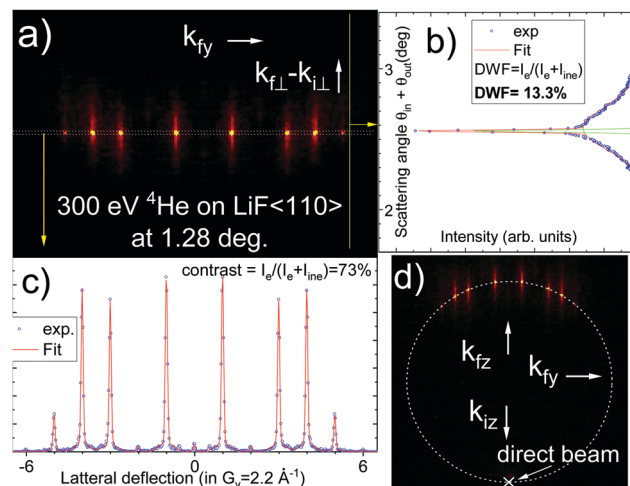 a)
k_fy
k_f⊥-k_i⊥
300 eV ⁴He on LiF<110>
at 1.28 deg.
b)
exp
Fit
DWF=I_e/(I_e+I_ine)
DWF= 13.3%
3
2
Scattering angle θ_in + θ_out(deg)
Intensity (arb. units)
c)
contrast = I_e/(I_e+I_ine)=73%
exp.
Fit
-6 -3 0 3 6
Latteral deflection (in G_y=2.2 Å⁻¹)
d)
k_fz
k_fy
k_iz
direct beam